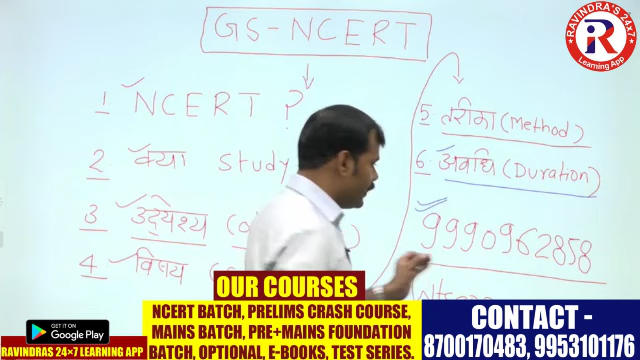 GS-NCERT
1 NCERT ?
2 क्या study
3 उद्येश्य
4 विषय
5 तरीका (Method)
6. अवधि (Duration)
9990962858
RAVINDRA'S 24x7
Learning App
OUR COURSES
NCERT BATCH, PRELIMS CRASH COURSE,
MAINS BATCH, PRE+MAINS FOUNDATION
BATCH, OPTIONAL, E-BOOKS, TEST SERIES.
GET IT ON
Google Play
RAVINDRAS 24×7 LEARNING APP
CONTACT -
8700170483, 9953101176